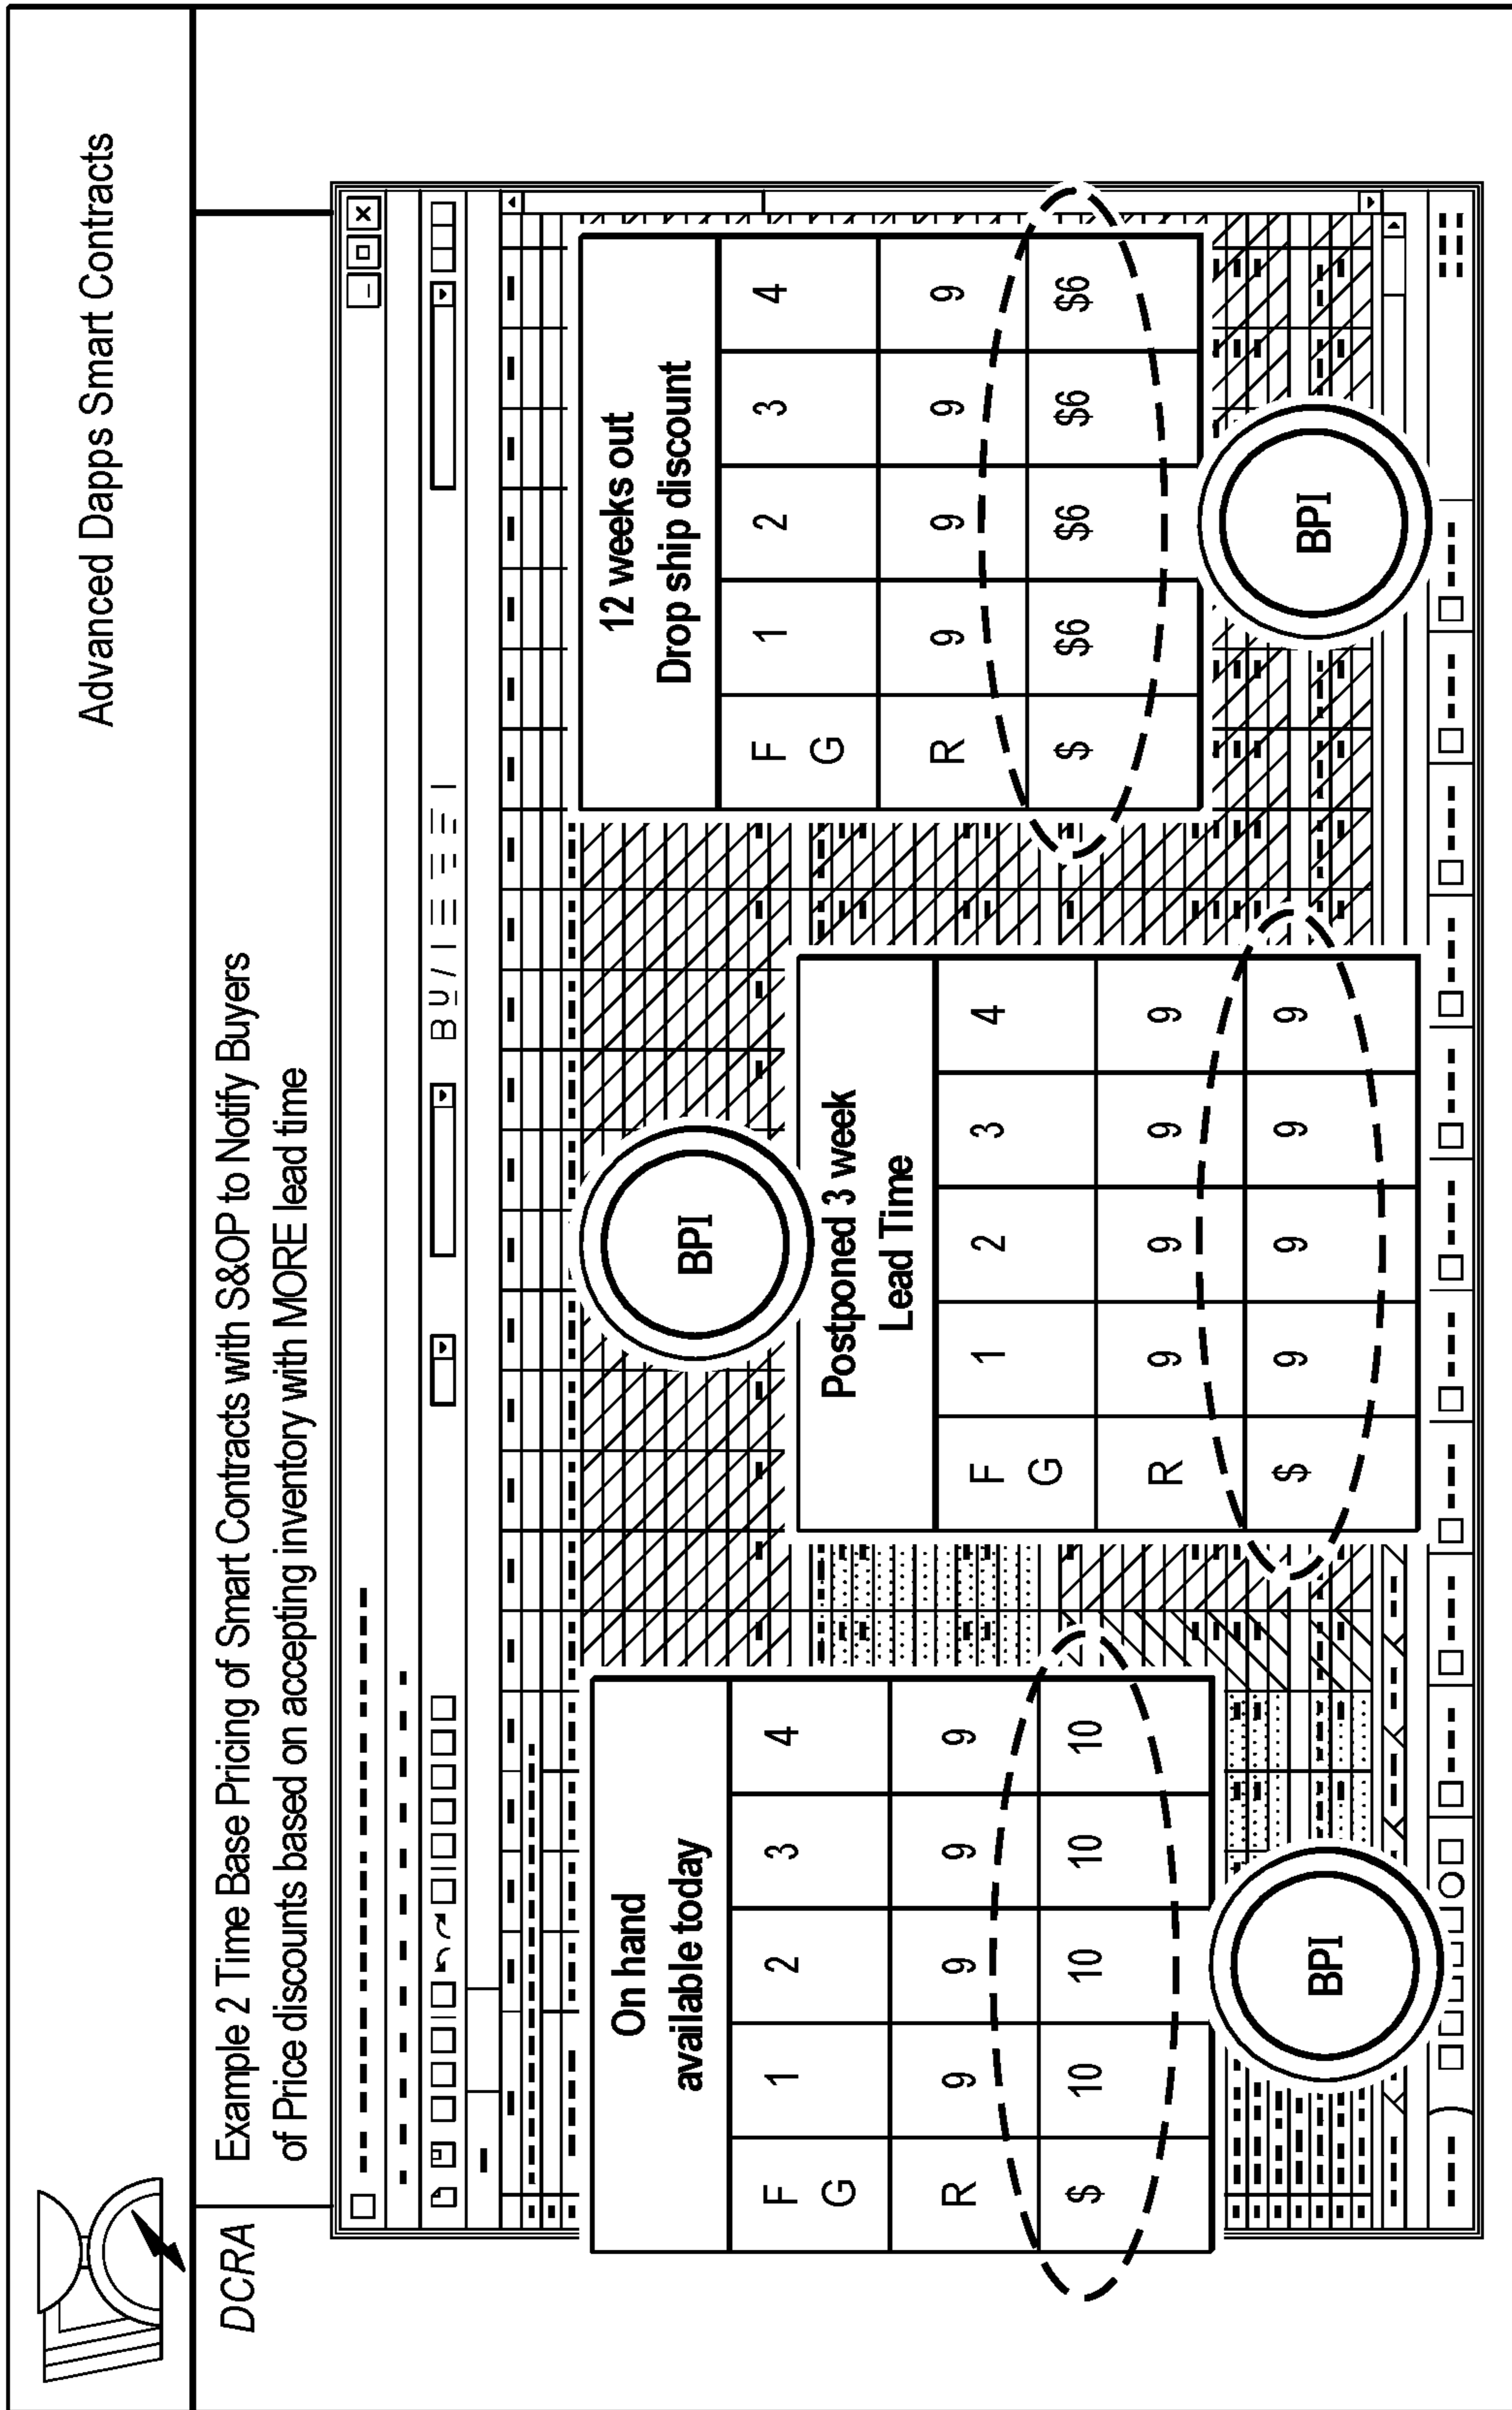 Advanced Dapps Smart Contracts
DCRA
Example 2 Time Base Pricing of Smart Contracts with S&OP to Notify Buyers
of Price discounts based on accepting inventory with MORE lead time
B U / I
On hand
available today
F G 1 2 3 4
R 9 9 9 9
$ 10 10 10 10
BPI
BPI
Postponed 3 week
Lead Time
F G 1 2 3 4
R 9 9 9 9
$ 9 9 9 9
12 weeks out
Drop ship discount
F G 1 2 3 4
R 9 9 9 9
$ $6 $6 $6 $6
BPI